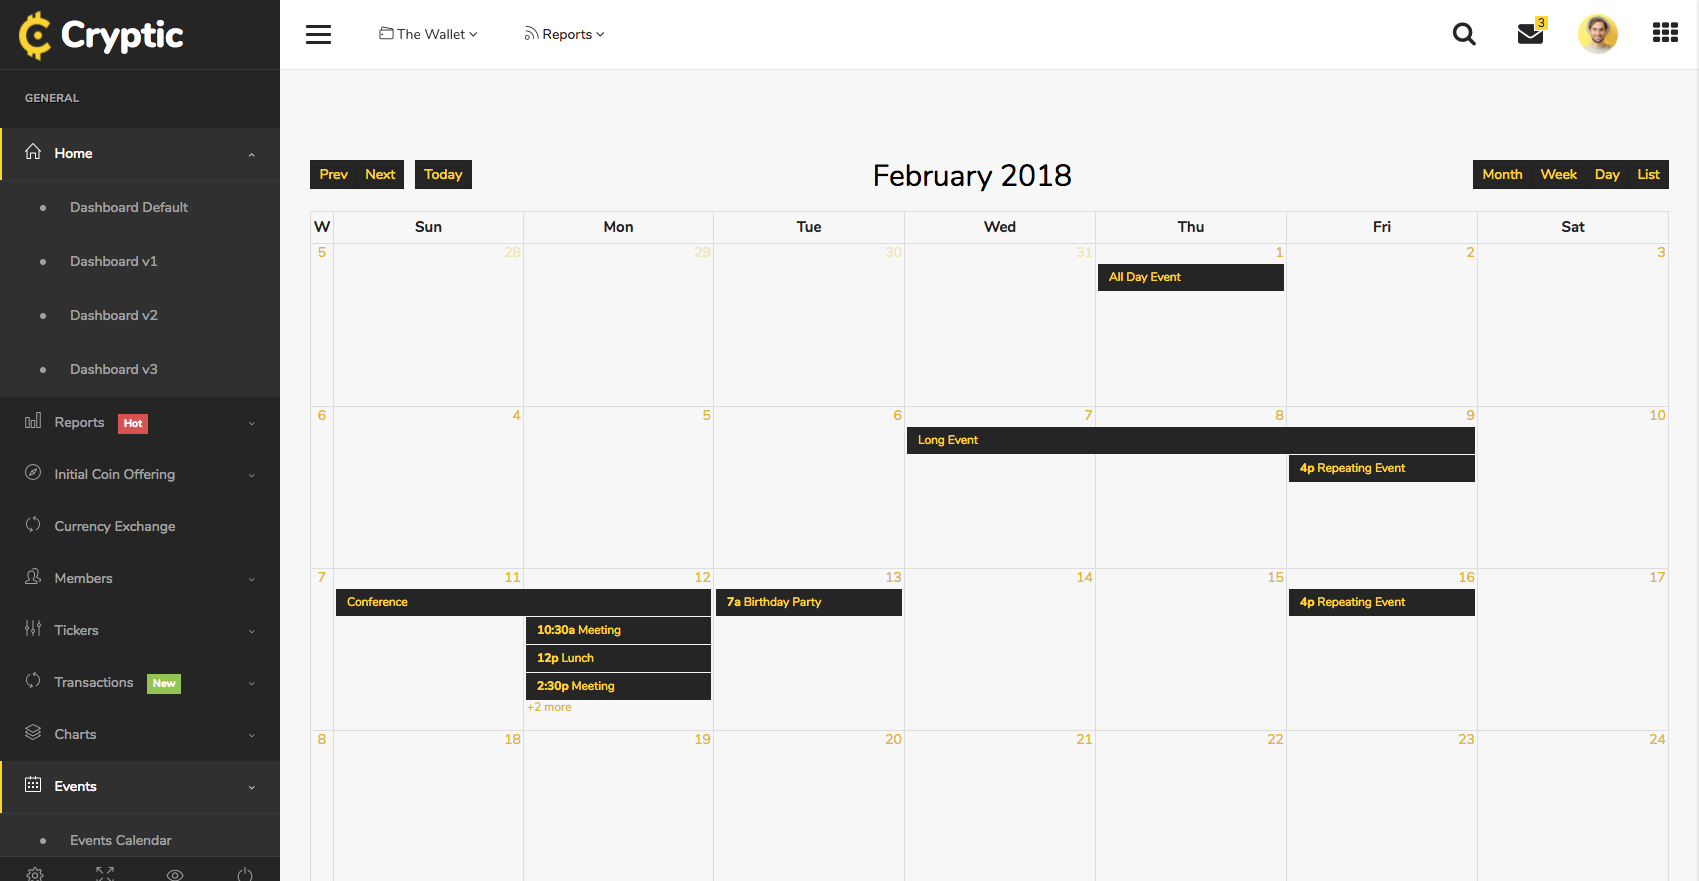 Cryptic
The Wallet
Reports
3
GENERAL
Home
Dashboard Default
Dashboard v1
Dashboard v2
Dashboard v3
Reports Hot
Initial Coin Offering
Currency Exchange
Members
Tickers
Transactions New
Charts
Events
Events Calendar
Prev Next Today
February 2018
Month Week Day List
W Sun Mon Tue Wed Thu Fri Sat
5 28 29 30 31 1 2 3
All Day Event
6 4 5 6 7 8 9 10
Long Event
4p Repeating Event
7 11 12 13 14 15 16 17
Conference 7a Birthday Party 4p Repeating Event
10:30a Meeting
12p Lunch
2:30p Meeting
+2 more
8 18 19 20 21 22 23 24